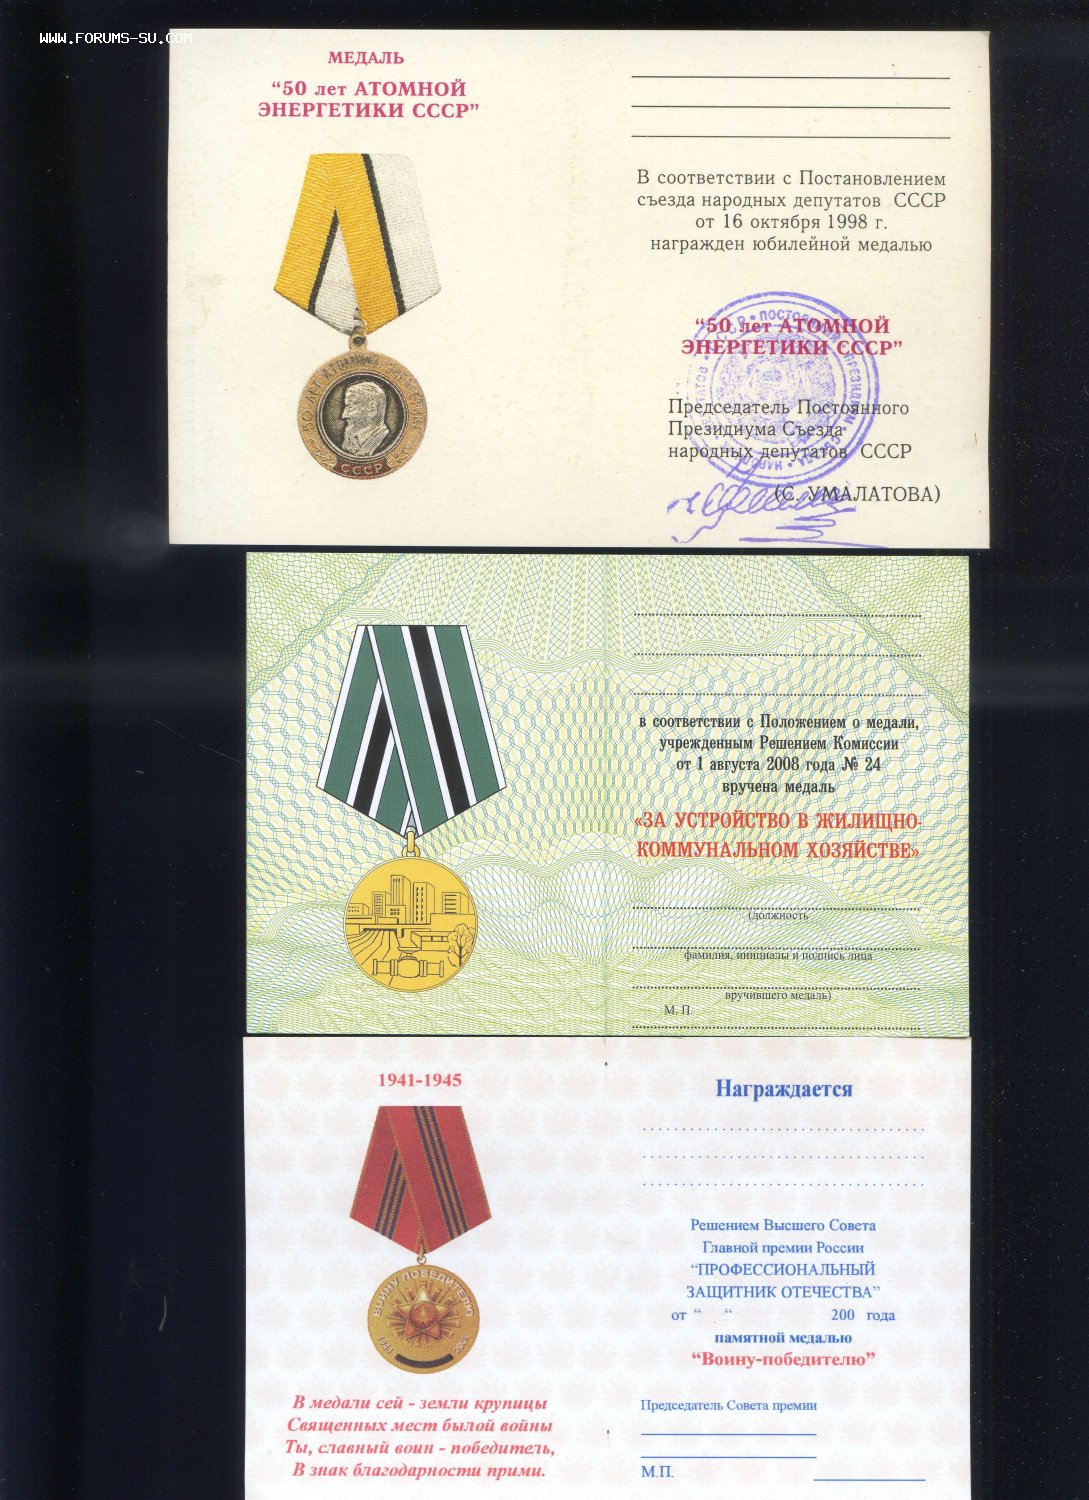 WWW.FORUMS-SU.COM
МЕДАЛЬ
“50 лет АТОМНОЙ
ЭНЕРГЕТИКИ СССР”
СССР
В соответствии с Постановлением
съезда народных депутатов СССР
от 16 октября 1998 г.
награжден юбилейной медалью
“50 лет АТОМНОЙ
ЭНЕРГЕТИКИ СССР”
Председатель Постоянного
Президиума Съезда
народных депутатов СССР
(С. УМАЛАТОВА)
в соответствии с Положением о медали,
учрежденным Решением Комиссии
от 1 августа 2008 года № 24
вручена медаль
«ЗА УСТРОЙСТВО В ЖИЛИЩНО-
КОММУНАЛЬНОМ ХОЗЯЙСТВЕ»
(должность
фамилия, инициалы и подпись лица
вручившего медаль)
М. П.
1941-1945
ВОИНУ ПОБЕДИТЕЛЮ
В медали сей - земли крупицы
Священных мест былой войны
Ты, славный воин - победитель,
В знак благодарности прими.
Награждается
Решением Высшего Совета
Главной премии России
“ПРОФЕССИОНАЛЬНЫЙ
ЗАЩИТНИК ОТЕЧЕСТВА”
от “ “ 200 года
памятной медалью
“Воину-победителю”
Председатель Совета премии
М.П.